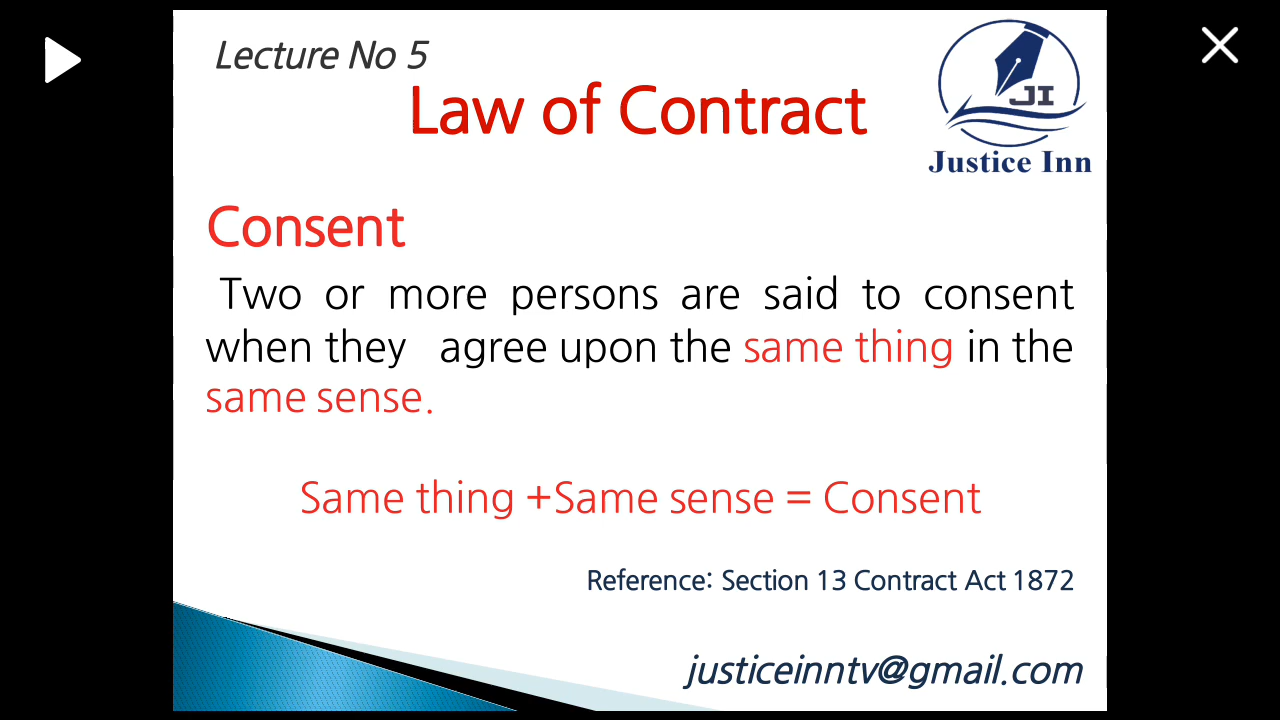 Lecture No 5
Law of Contract
JI
Justice Inn
Consent
Two or more persons are said to consent
when they agree upon the same thing in the
same sense.
Same thing +Same sense = Consent
Reference: Section 13 Contract Act 1872
justiceinntv@gmail.com